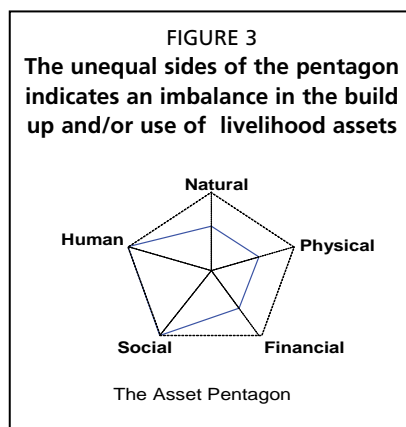 FIGURE 3
The unequal sides of the pentagon
indicates an imbalance in the build
up and/or use of livelihood assets
Natural
Human
Physical
Social
Financial
The Asset Pentagon